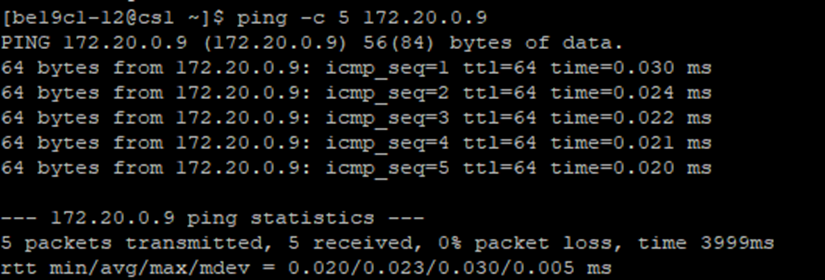 [be19c1-12@csl ~]$ ping -c 5 172.20.0.9
PING 172.20.0.9 (172.20.0.9) 56(84) bytes of data.
64 bytes from 172.20.0.9: icmp_seq=1 ttl=64 time=0.030 ms
64 bytes from 172.20.0.9: icmp_seq=2 ttl=64 time=0.024 ms
64 bytes from 172.20.0.9: icmp_seq=3 ttl=64 time=0.022 ms
64 bytes from 172.20.0.9: icmp_seq=4 ttl=64 time=0.021 ms
64 bytes from 172.20.0.9: icmp_seq=5 ttl=64 time=0.020 ms
--- 172.20.0.9 ping statistics ---
5 packets transmitted, 5 received, 0% packet loss, time 3999ms
rtt min/avg/max/mdev = 0.020/0.023/0.030/0.005 ms